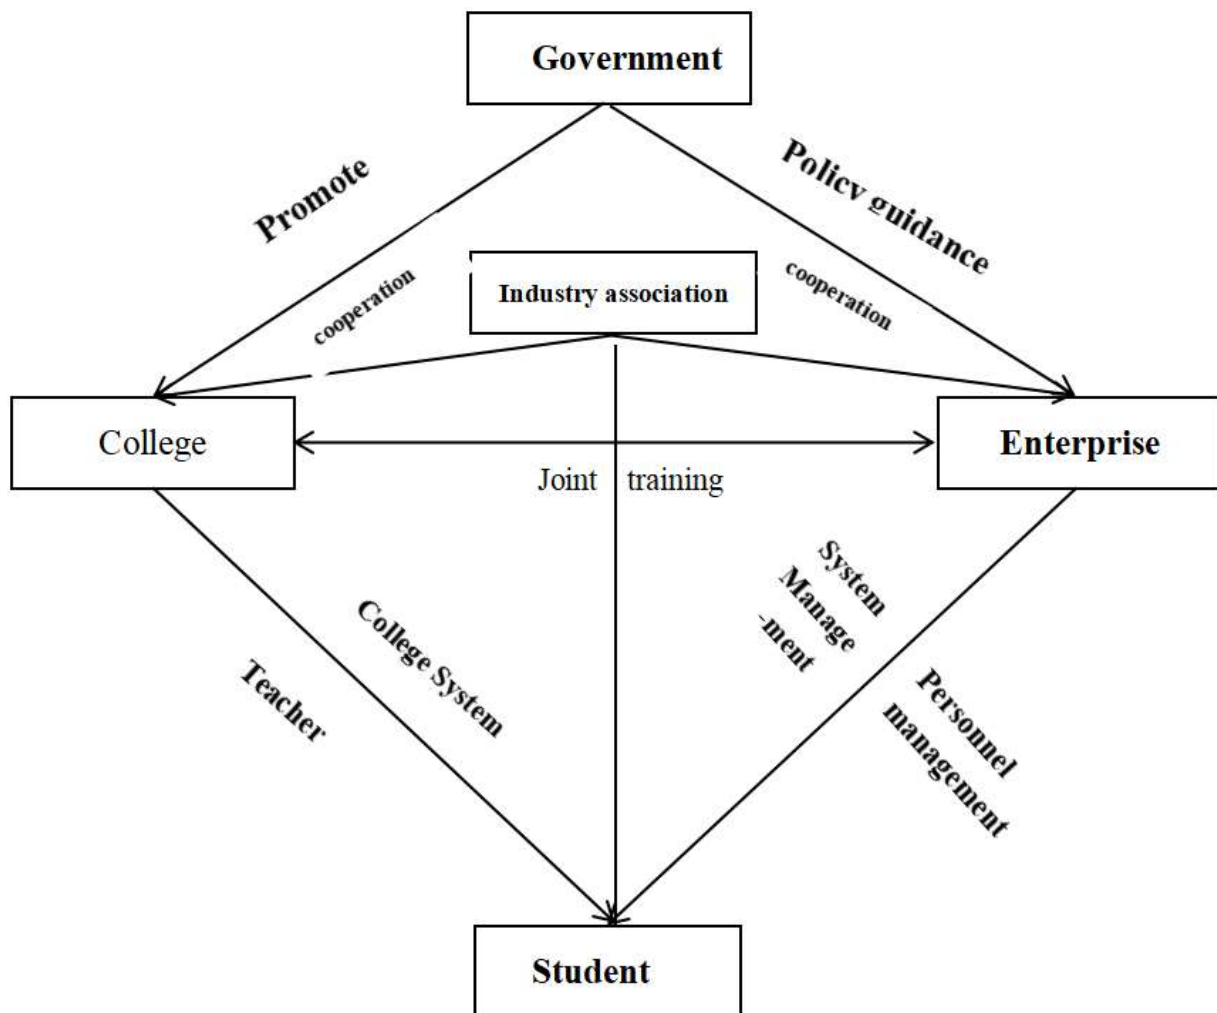 Government
Promote
Policy guidance
Industry association
cooperation
cooperation
College
Enterprise
Joint training
System
Manage
-ment
College System
Teacher
Personnel
management
Student